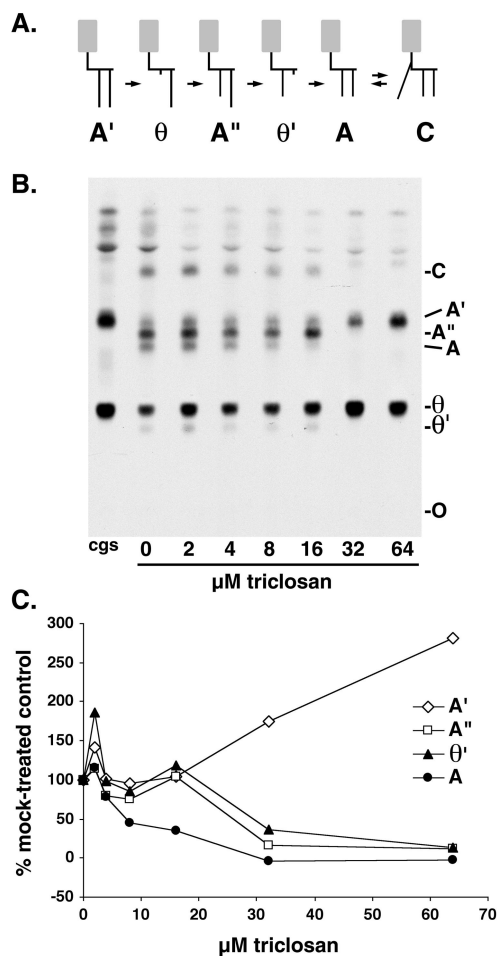 A.
A' θ A" θ' A C
B.
-C
A'
-A"
A
-θ
-θ'
-O
cgs 0 2 4 8 16 32 64
μM triclosan
C.
300
250
200
150
100
50
0
-50
% mock-treated control
A'
A"
θ'
A
0 10 20 30 40 50 60 70
μM triclosan